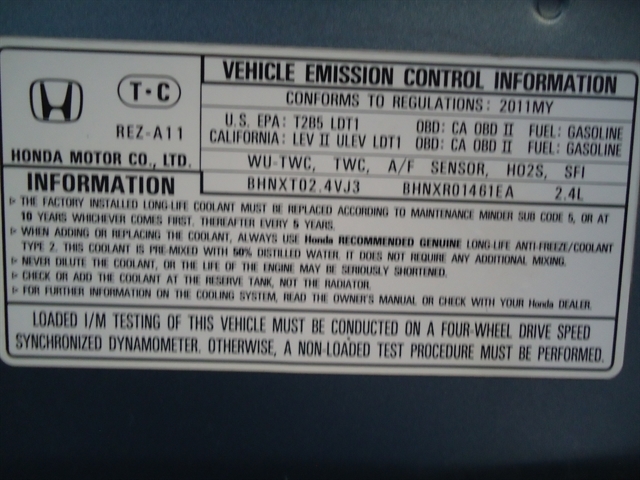 T·C
REZ-A11
HONDA MOTOR CO., LTD.
VEHICLE EMISSION CONTROL INFORMATION
CONFORMS TO REGULATIONS: 2011MY
U.S. EPA: T2B5 LDT1 OBD: CA OBD II FUEL: GASOLINE
CALIFORNIA: LEV II ULEV LDT1 OBD: CA OBD II FUEL: GASOLINE
WU-TWC, TWC, A/F SENSOR, HO2S, SFI
BHNXT02.4VJ3 BHNXR01461EA 2.4L
INFORMATION
▷ THE FACTORY INSTALLED LONG-LIFE COOLANT MUST BE REPLACED ACCORDING TO MAINTENANCE MINDER SUB CODE 5, OR AT
10 YEARS WHICHEVER COMES FIRST. THEREAFTER EVERY 5 YEARS.
▷ WHEN ADDING OR REPLACING THE COOLANT, ALWAYS USE Honda RECOMMENDED GENUINE LONG-LIFE ANTI-FREEZE/COOLANT
TYPE 2. THIS COOLANT IS PRE-MIXED WITH 50% DISTILLED WATER. IT DOES NOT REQUIRE ANY ADDITIONAL MIXING.
▷ NEVER DILUTE THE COOLANT, OR THE LIFE OF THE ENGINE MAY BE SERIOUSLY SHORTENED.
▷ CHECK OR ADD THE COOLANT AT THE RESERVE TANK, NOT THE RADIATOR.
▷ FOR FURTHER INFORMATION ON THE COOLING SYSTEM, READ THE OWNER'S MANUAL OR CHECK WITH YOUR Honda DEALER.
LOADED I/M TESTING OF THIS VEHICLE MUST BE CONDUCTED ON A FOUR-WHEEL DRIVE SPEED
SYNCHRONIZED DYNAMOMETER. OTHERWISE, A NON-LOADED TEST PROCEDURE MUST BE PERFORMED.